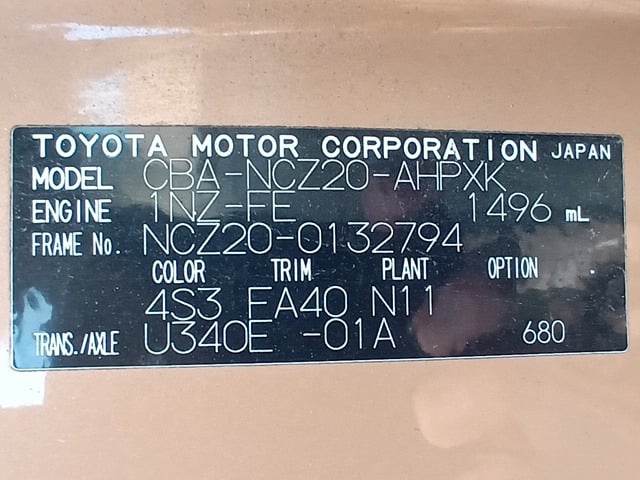 TOYOTA MOTOR CORPORATION JAPAN
MODEL CBA-NCZ20-AHPXK
ENGINE 1NZ-FE 1496 mL
FRAME No. NCZ20-0132794
COLOR TRIM PLANT OPTION
4S3 EA40 N11
TRANS./AXLE U340E -01A 680